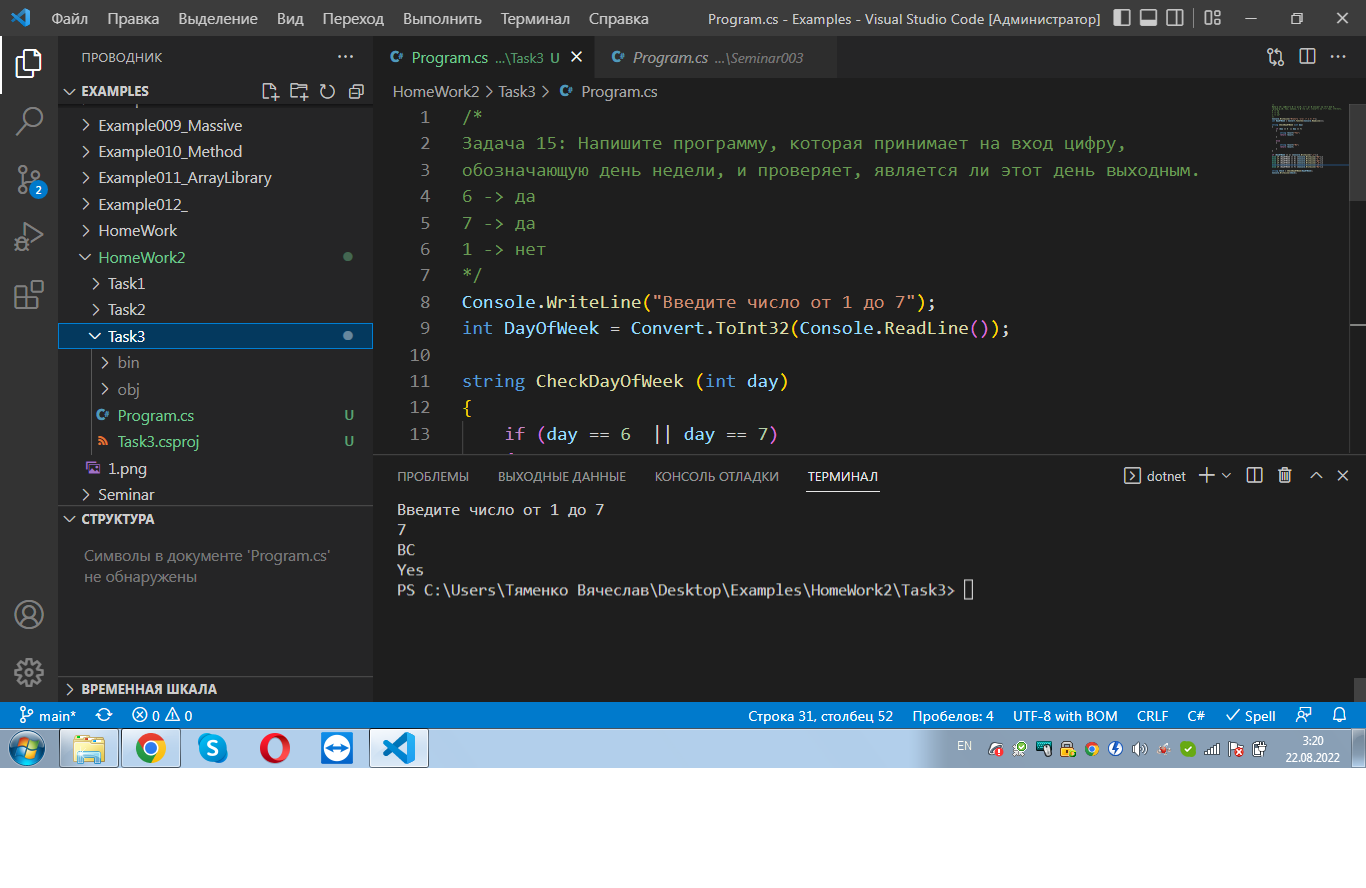 Файл Правка Выделение Вид Переход Выполнить Терминал Справка Program.cs - Examples - Visual Studio Code [Администратор]
ПРОВОДНИК
EXAMPLES
Example009_Massive
Example010_Method
Example011_ArrayLibrary
Example012_
HomeWork
HomeWork2
Task1
Task2
Task3
bin
obj
Program.cs U
Task3.csproj U
1.png
Seminar
СТРУКТУРА
Символы в документе 'Program.cs'
не обнаружены
ВРЕМЕННАЯ ШКАЛА
2
Program.cs ...\Task3 U Program.cs ...\Seminar003
HomeWork2 > Task3 > Program.cs
1 /*
2 Задача 15: Напишите программу, которая принимает на вход цифру,
3 обозначающую день недели, и проверяет, является ли этот день выходным.
4 6 -> да
5 7 -> да
6 1 -> нет
7 */
8 Console.WriteLine("Введите число от 1 до 7");
9 int DayOfWeek = Convert.ToInt32(Console.ReadLine());
10
11 string CheckDayOfWeek (int day)
12 {
13 if (day == 6 || day == 7)
ПРОБЛЕМЫ ВЫХОДНЫЕ ДАННЫЕ КОНСОЛЬ ОТЛАДКИ ТЕРМИНАЛ dotnet
Введите число от 1 до 7
7
ВС
Yes
PS C:\Users\Тяменко Вячеслав\Desktop\Examples\HomeWork2\Task3>
main* 0 0 Строка 31, столбец 52 Пробелов: 4 UTF-8 with BOM CRLF C# Spell
EN 3:20
22.08.2022